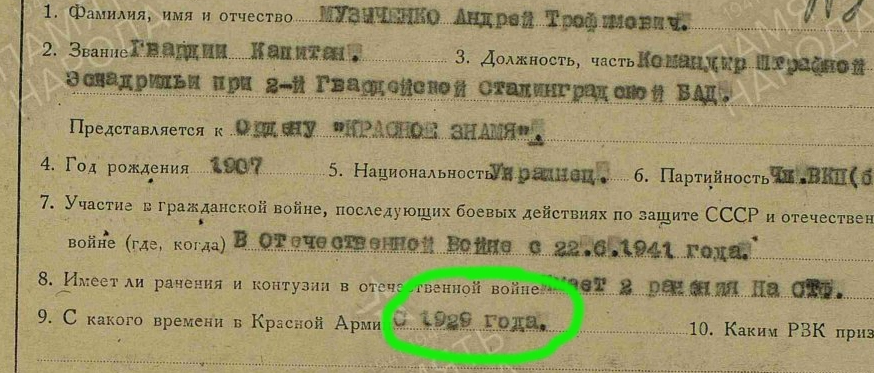 1. Фамилия, имя и отчество МУЗЫЧЕНКО Андрей Трофимович.
2. Звание Гвардии Капитан. 3. Должность, часть Командир Штрафной
Эскадрильи при 2-й Гвардейской Сталинградской БАД.
Представляется к Ордену "КРАСНОЕ ЗНАМЯ".
4. Год рождения 1907 5. Национальность Украинец. 6. Партийность Чл.ВКП(б
7. Участие в гражданской войне, последующих боевых действиях по защите СССР и отечествен
войне (где, когда) В Отечественной Войне с 22.6.1941 года.
8. Имеет ли ранения и контузии в отечественной войне имеет 2 ранения На От.
9. С какого времени в Красной Арми С 1929 года. 10. Каким РВК приз